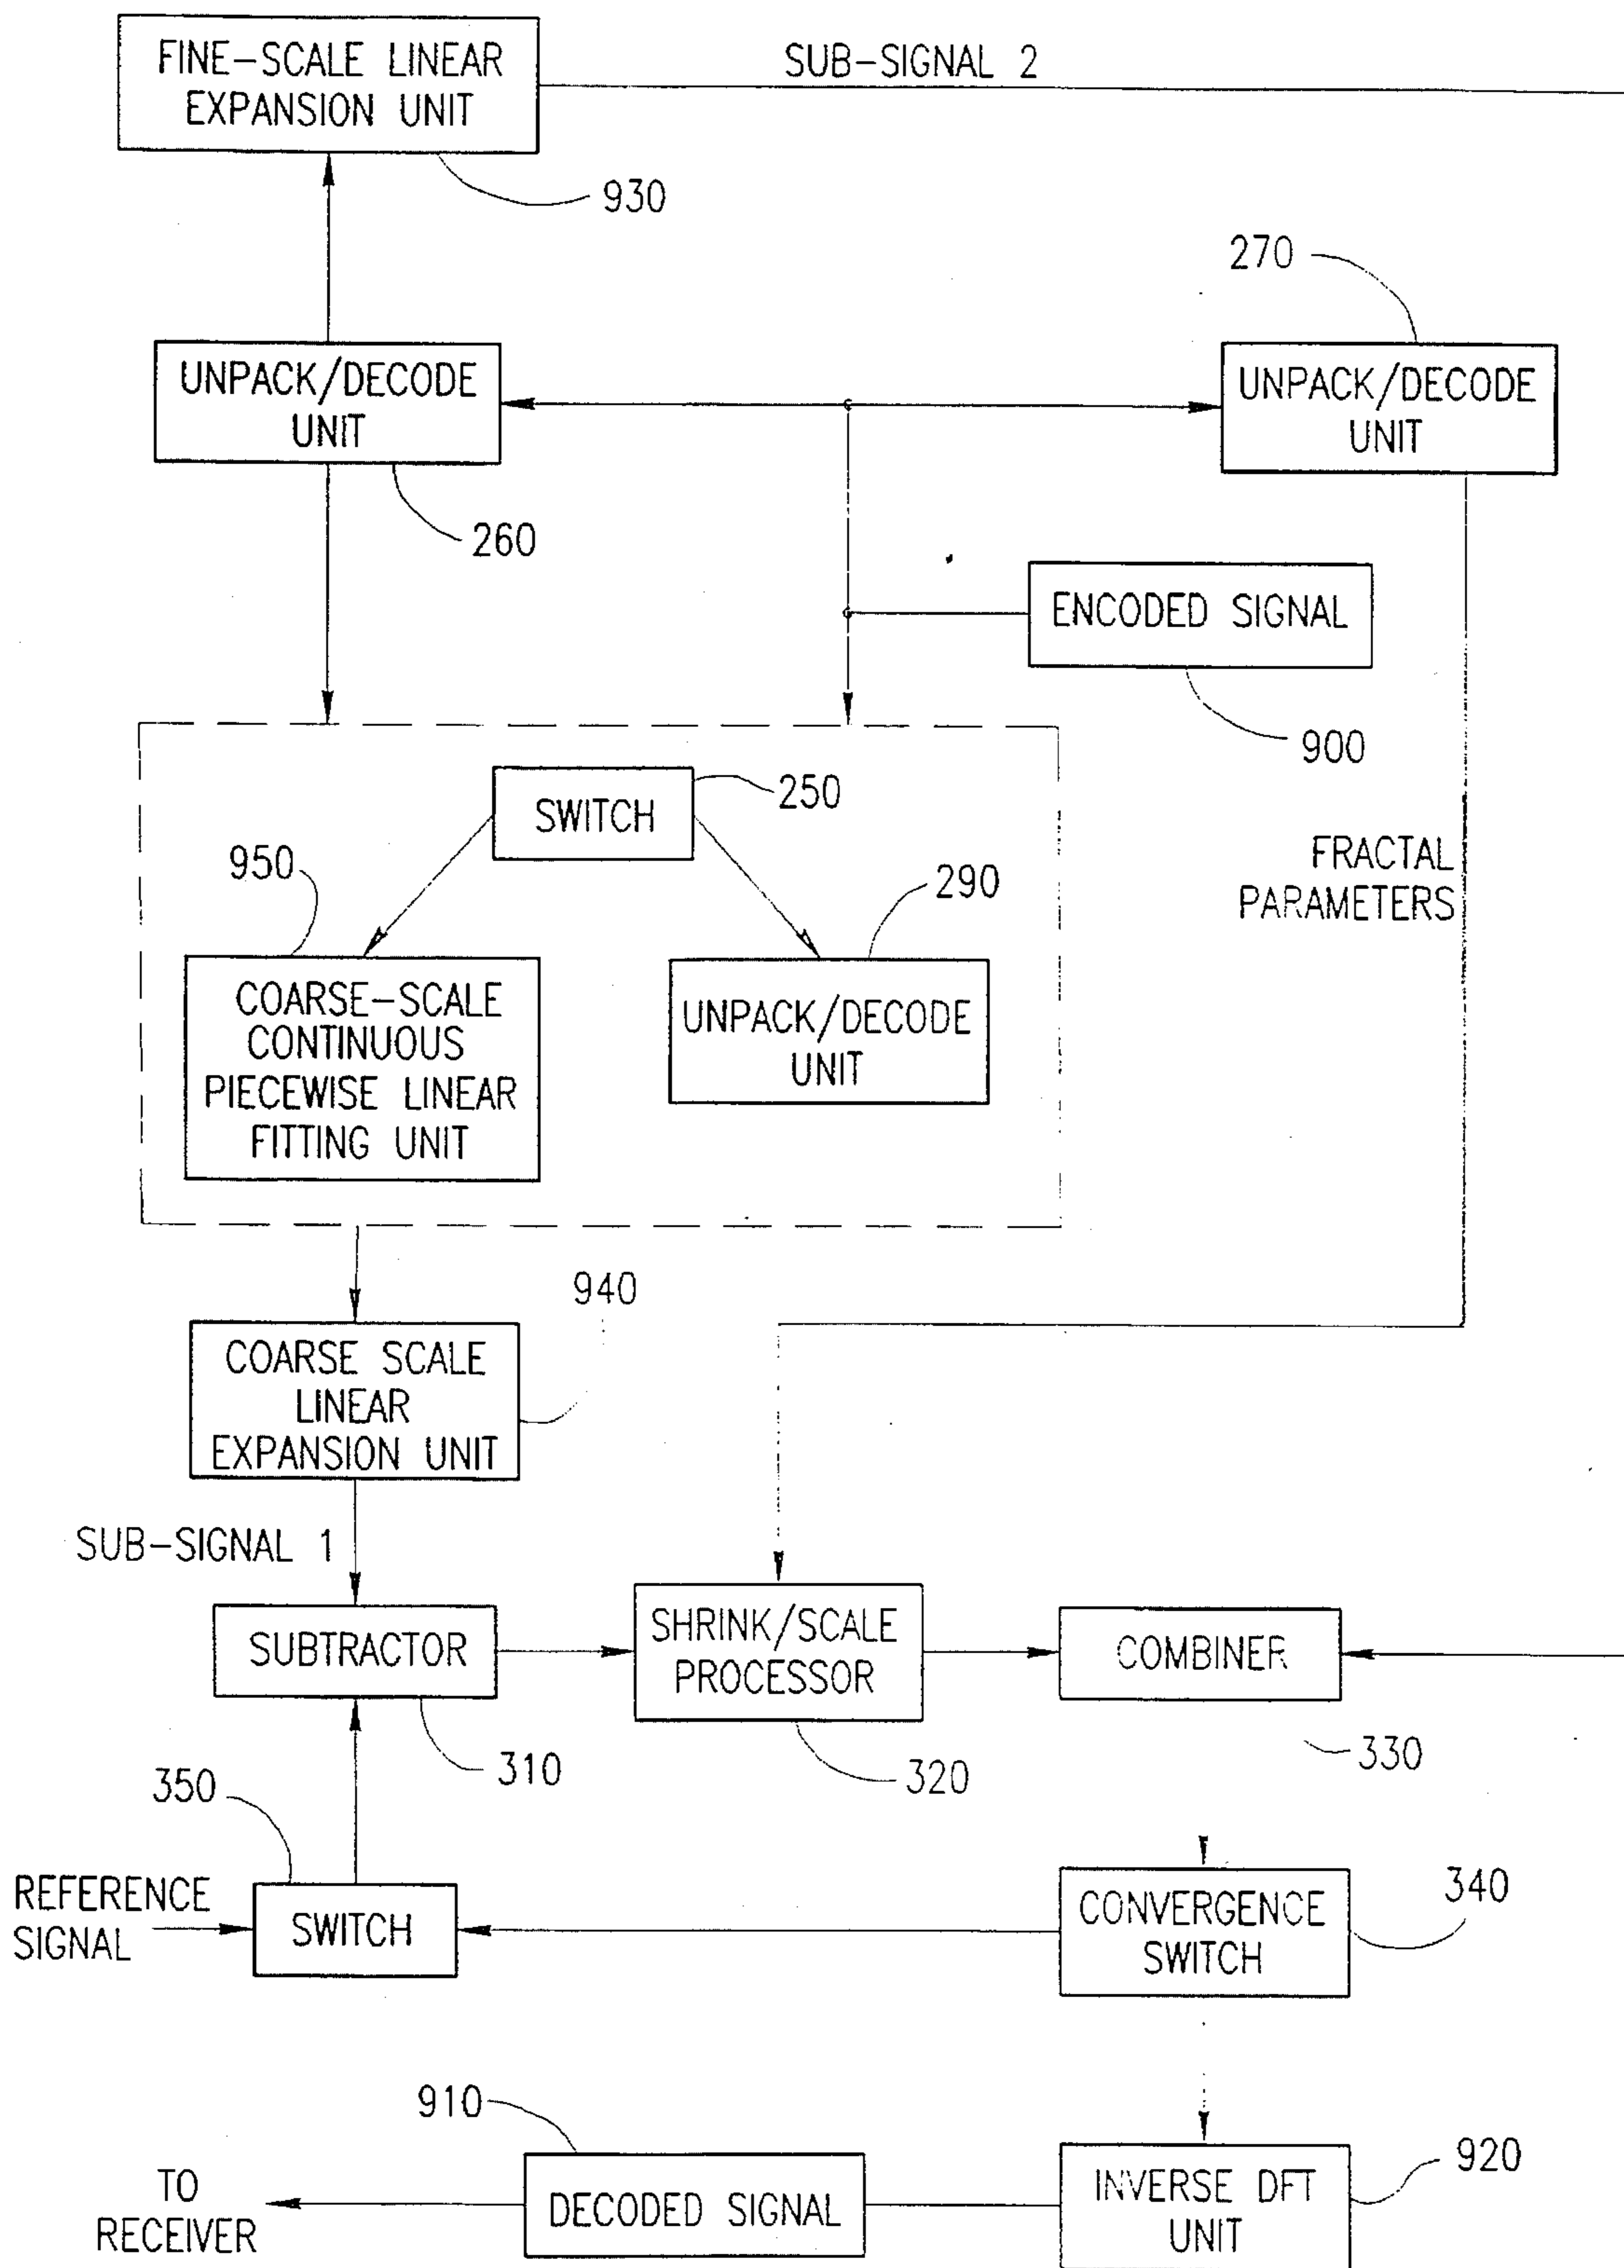 FINE-SCALE LINEAR
EXPANSION UNIT
SUB-SIGNAL 2
930
270
UNPACK/DECODE
UNIT
UNPACK/DECODE
UNIT
260
ENCODED SIGNAL
900
SWITCH
250
950
290
FRACTAL
PARAMETERS
COARSE-SCALE
CONTINUOUS
PIECEWISE LINEAR
FITTING UNIT
UNPACK/DECODE
UNIT
940
COARSE SCALE
LINEAR
EXPANSION UNIT
SUB-SIGNAL 1
SUBTRACTOR
SHRINK/SCALE
PROCESSOR
COMBINER
310
320
330
350
REFERENCE
SIGNAL
SWITCH
CONVERGENCE
SWITCH
340
910
TO
RECEIVER
DECODED SIGNAL
INVERSE DFT
UNIT
920